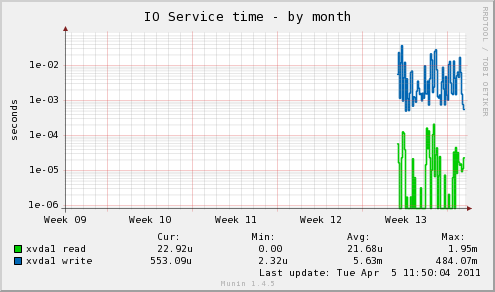 IO Service time - by month
RRDTOOL / TOBI OETIKER
seconds
1e-02
1e-03
1e-04
1e-05
1e-06
Week 09 Week 10 Week 11 Week 12 Week 13
Cur: Min: Avg: Max:
xvda1 read 22.92u 0.00 21.68u 1.95m
xvda1 write 553.09u 2.32u 5.63m 484.07m
Last update: Tue Apr 5 11:50:04 2011
Munin 1.4.5